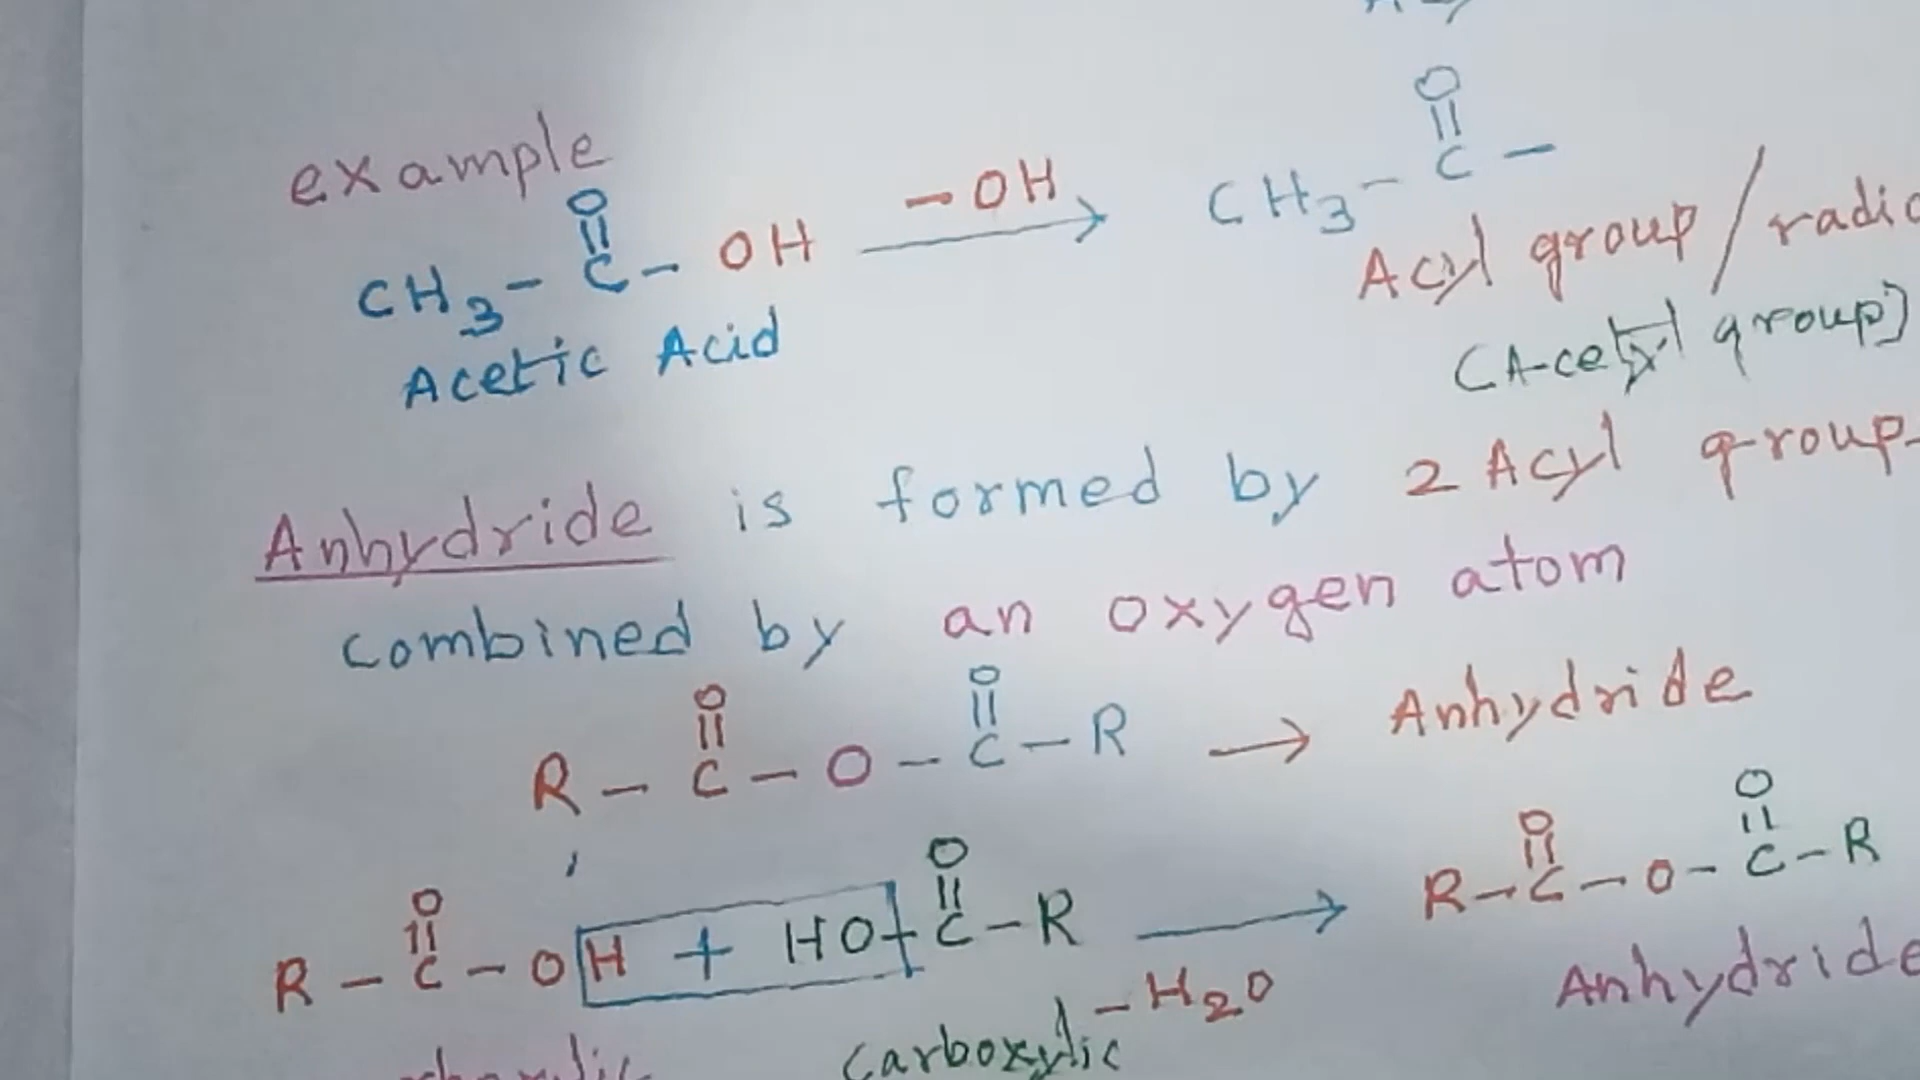 example
O O
|| ||
CH3 - C - OH - OH → CH3 - C -
Acetic Acid Acyl group /
(Acetyl group)
Anhydride is formed by 2 Acyl group
combined by an oxygen atom
O O
|| ||
R - C - O - C - R → Anhydride
O O O O
|| || || ||
R - C - OH + HO - C - R → R - C - O - C - R
- H2O Anhydride
Carboxylic